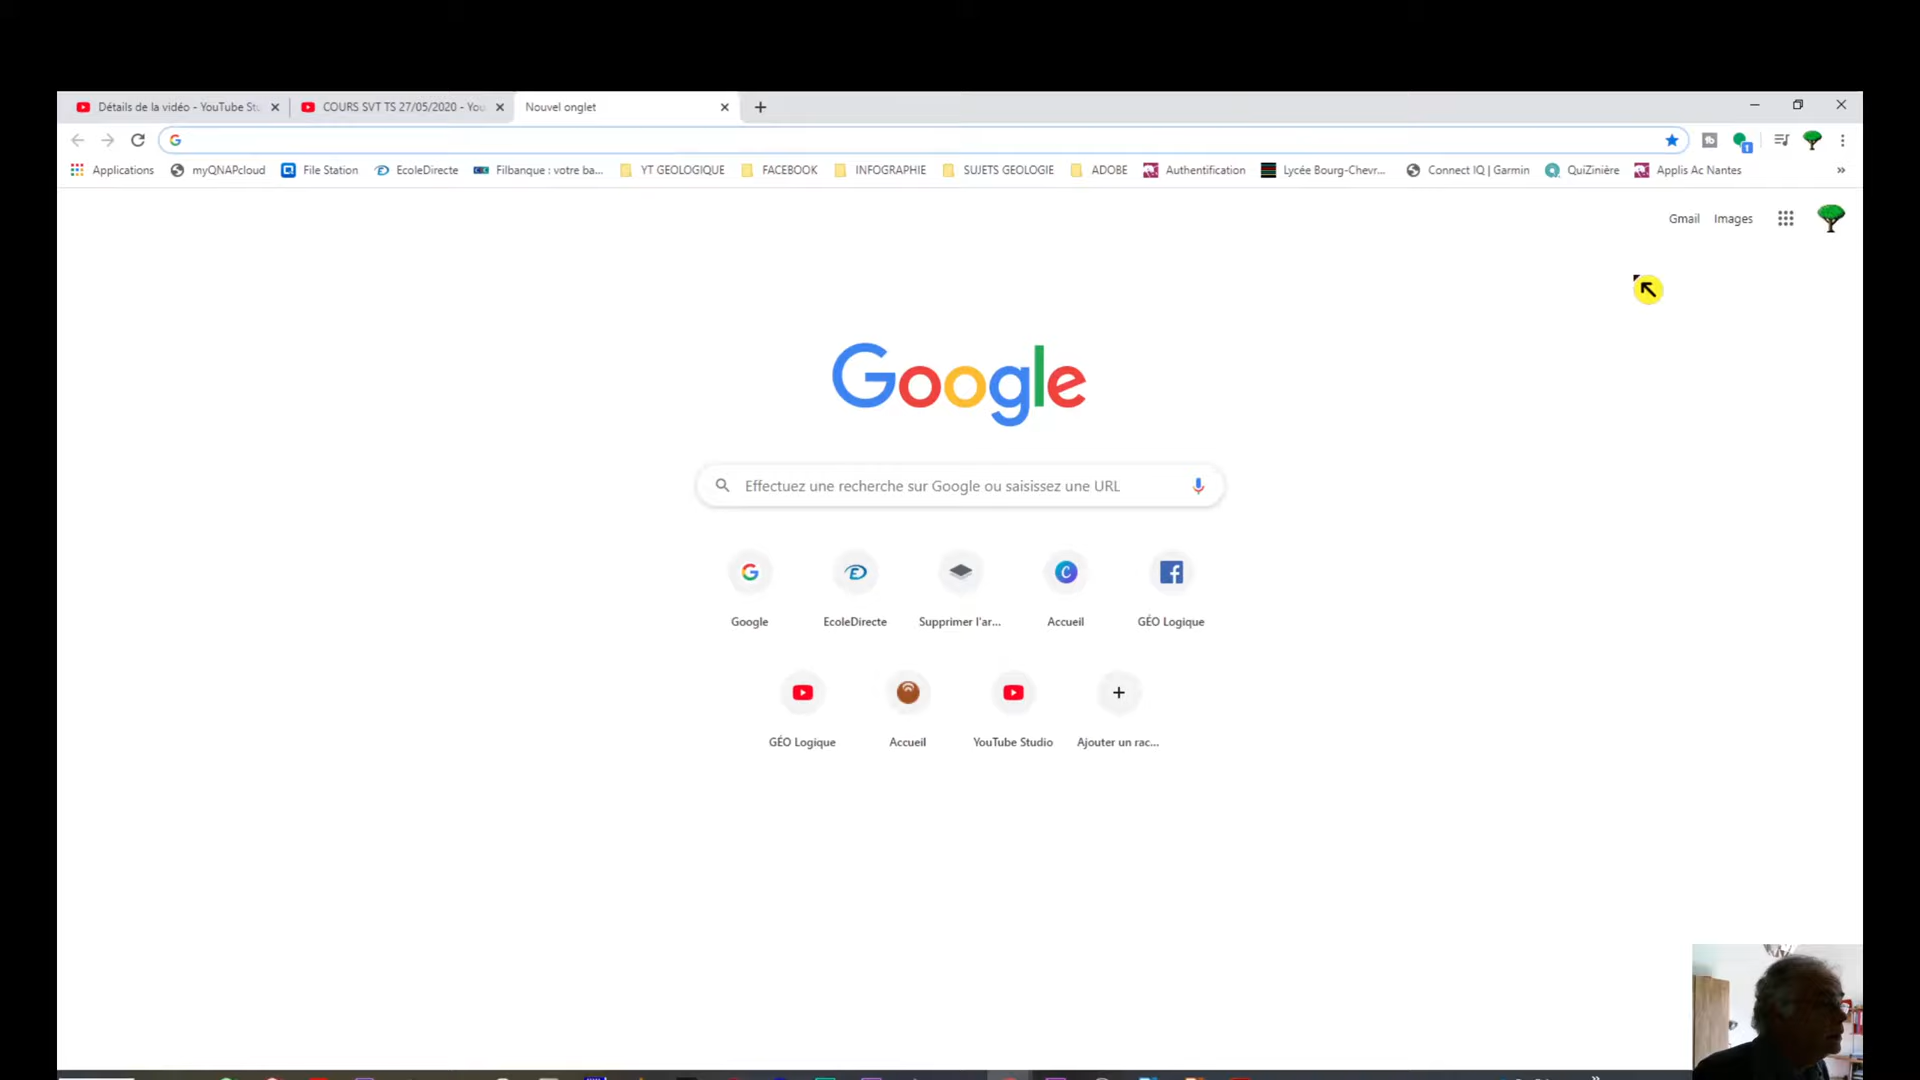 Détails de la vidéo - YouTube St
COURS SVT TS 27/05/2020 - You
Nouvel onglet
Applications
myQNAPcloud
File Station
EcoleDirecte
Filbanque : votre ba...
YT GEOLOGIQUE
FACEBOOK
INFOGRAPHIE
SUJETS GEOLOGIE
ADOBE
Authentification
Lycée Bourg-Chevr...
Connect IQ | Garmin
QuiZinière
Applis Ac Nantes
»
Gmail
Images
Google
Effectuez une recherche sur Google ou saisissez une URL
Google
EcoleDirecte
Supprimer l'ar...
Accueil
GÉO Logique
GÉO Logique
Accueil
YouTube Studio
Ajouter un rac...